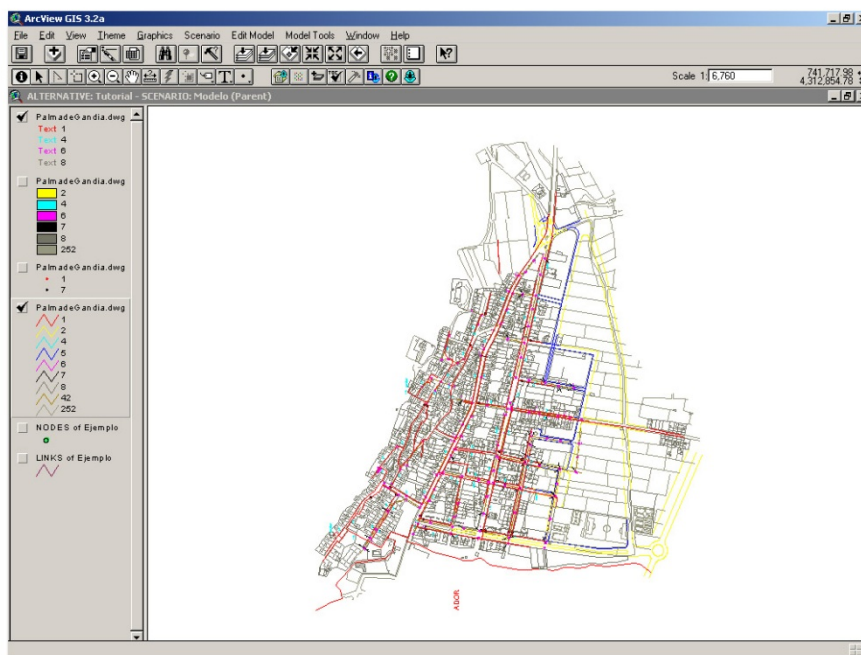 ArcView GIS 3.2a
File Edit View Theme Graphics Scenario Edit Model Model Tools Window Help
Scale 1: 6,760
741,717.98
4,312,854.78
ALTERNATIVE: Tutorial - SCENARIO: Modelo (Parent)
PalmadeGandia.dwg
Text 1
Text 4
Text 6
Text 8
PalmadeGandia.dwg
2
4
6
7
8
252
PalmadeGandia.dwg
1
7
PalmadeGandia.dwg
1
2
4
5
6
7
8
42
252
NODES of Ejemplo
LINKS of Ejemplo
ADOR